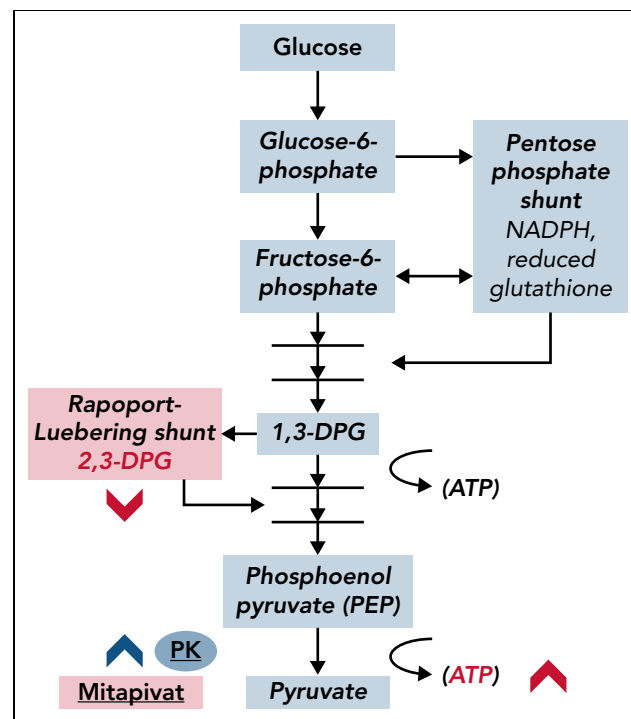 Glucose
Glucose-6-
phosphate
Pentose
phosphate
shunt
NADPH,
reduced
glutathione
Fructose-6-
phosphate
Rapoport-
Luebering shunt
2,3-DPG
1,3-DPG
(ATP)
Phosphoenol
pyruvate (PEP)
PK
Mitapivat
Pyruvate
(ATP)